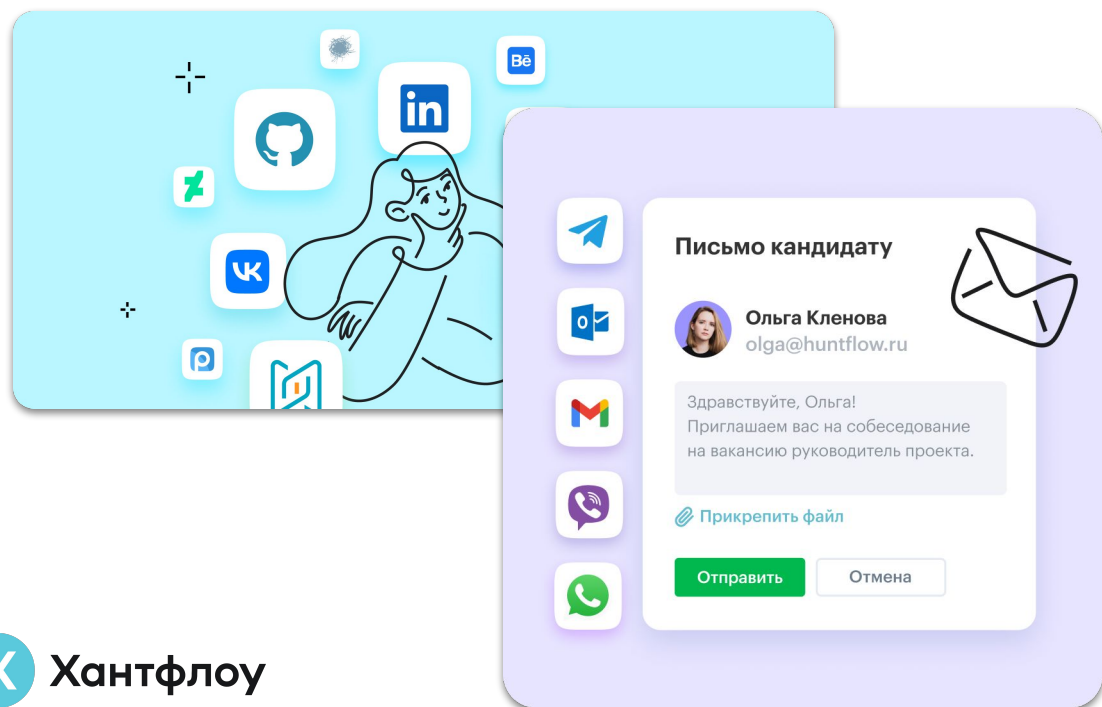 Bē
in
Письмо кандидату
Ольга Кленова
olga@huntflow.ru
Здравствуйте, Ольга!
Приглашаем вас на собеседование
на вакансию руководитель проекта.
Прикрепить файл
Отправить
Отмена
Хантфлоу